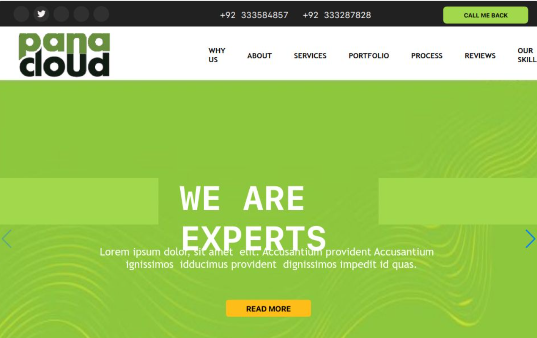 +92 333584857 +92 333287828 CALL ME BACK
pana
cloud
WHY
US
ABOUT SERVICES PORTFOLIO PROCESS REVIEWS
OUR
SKILL
WE ARE
EXPERTS
Lorem ipsum dolor, sit amet elit. Accusantium provident Accusantium
ignissimos idducimus provident dignissimos impedit id quas.
READ MORE